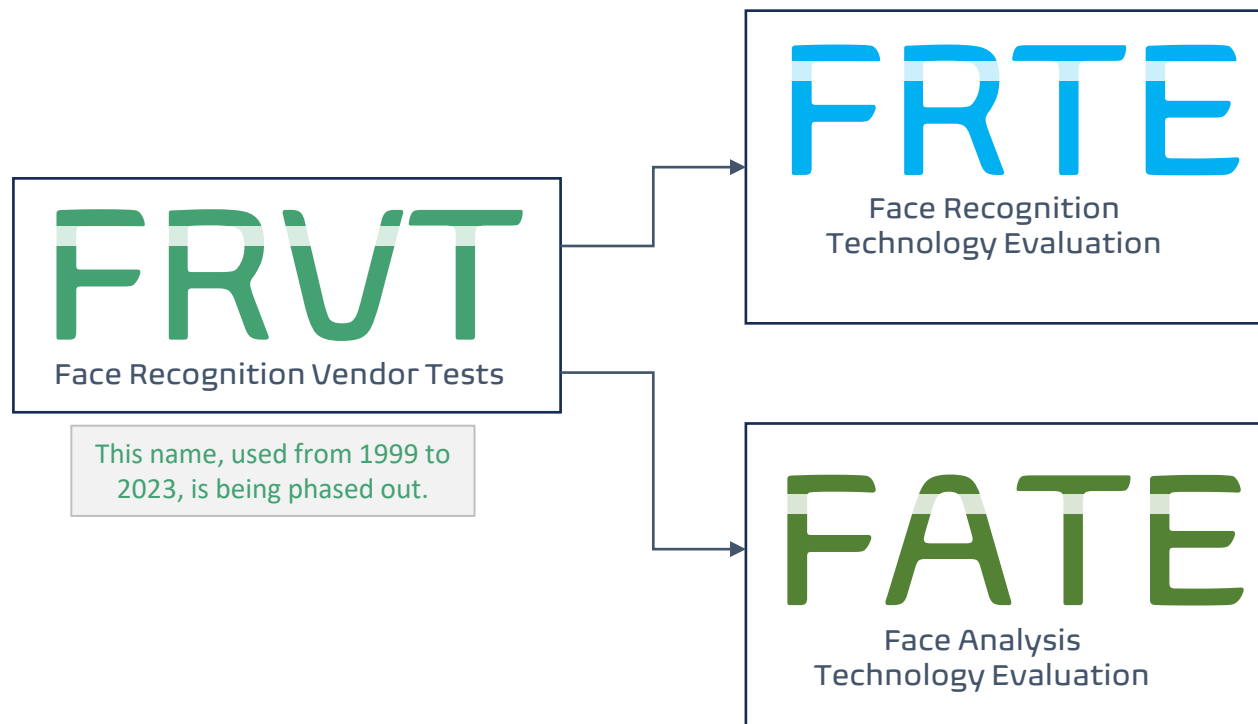 FRVT
Face Recognition Vendor Tests
This name, used from 1999 to
2023, is being phased out.
FRTE
Face Recognition
Technology Evaluation
FATE
Face Analysis
Technology Evaluation